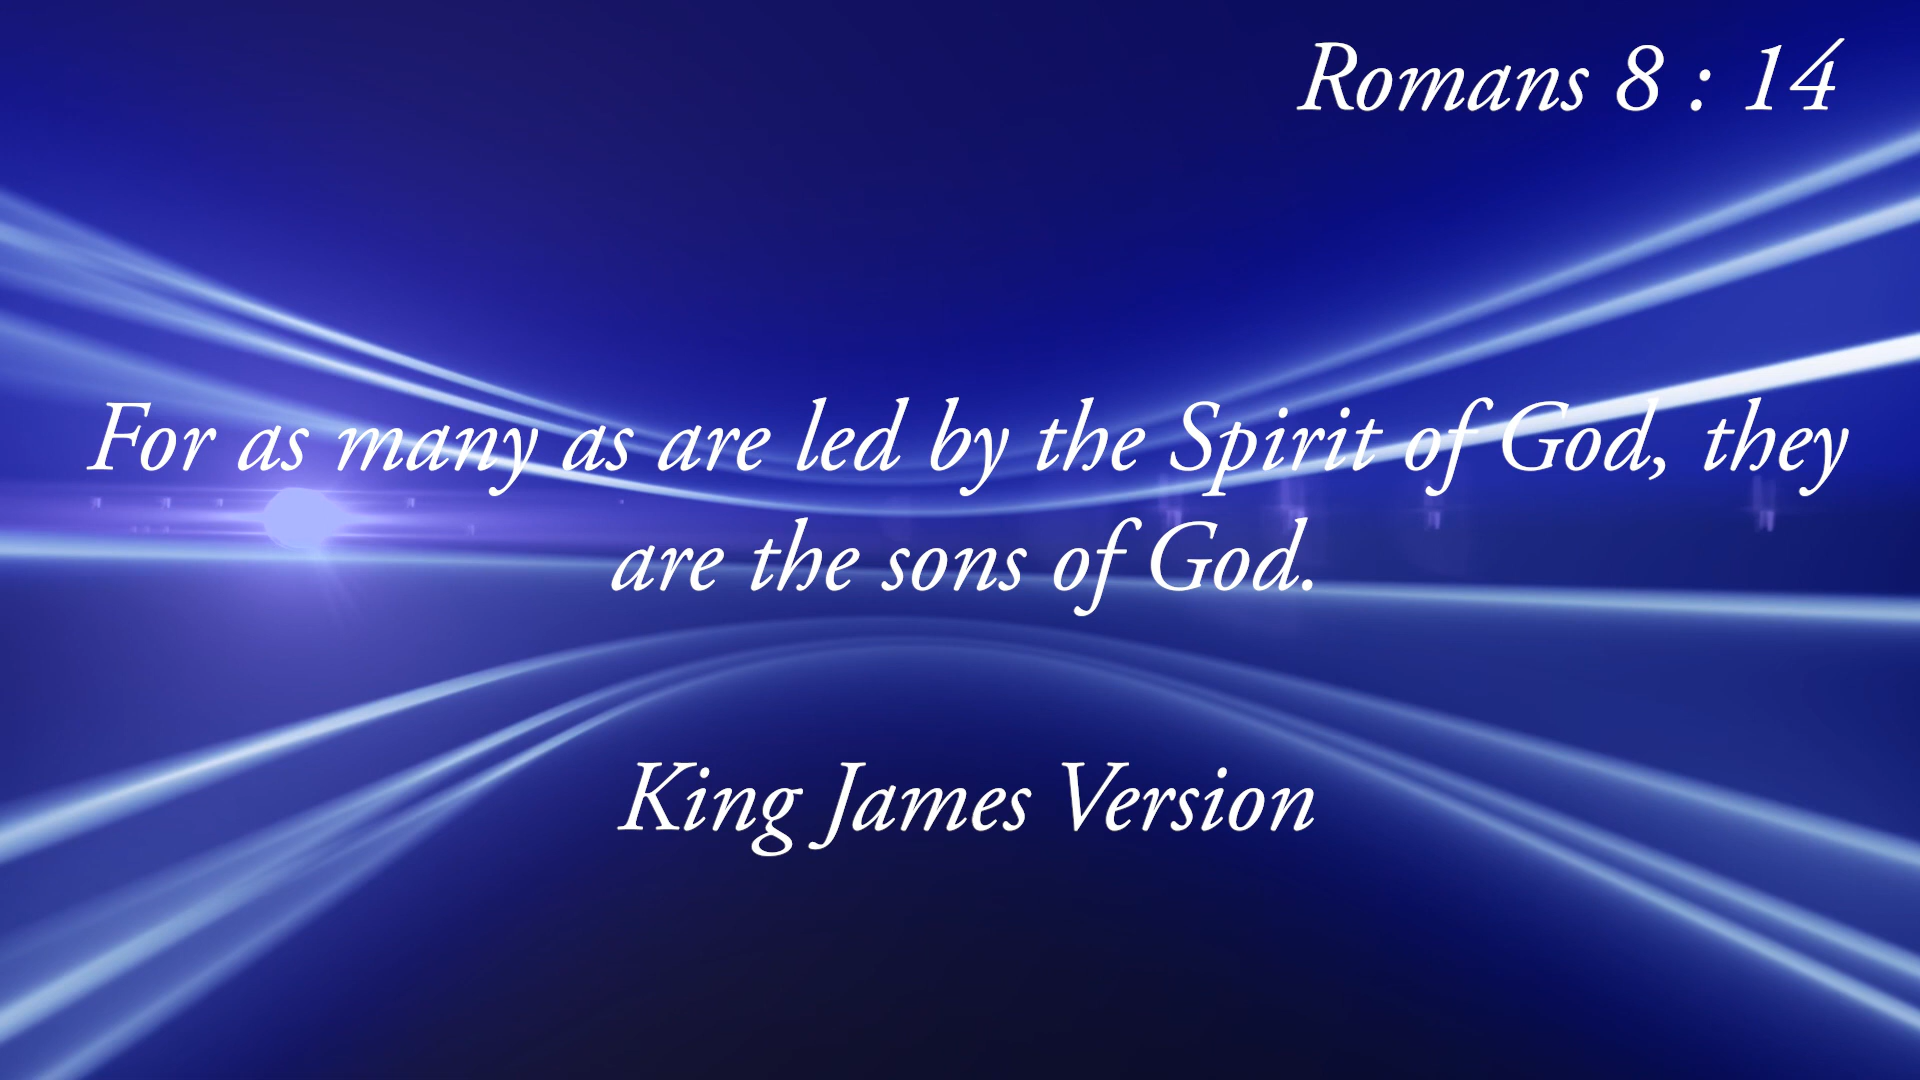 Romans 8 : 14
For as many as are led by the Spirit of God, they
are the sons of God.
King James Version